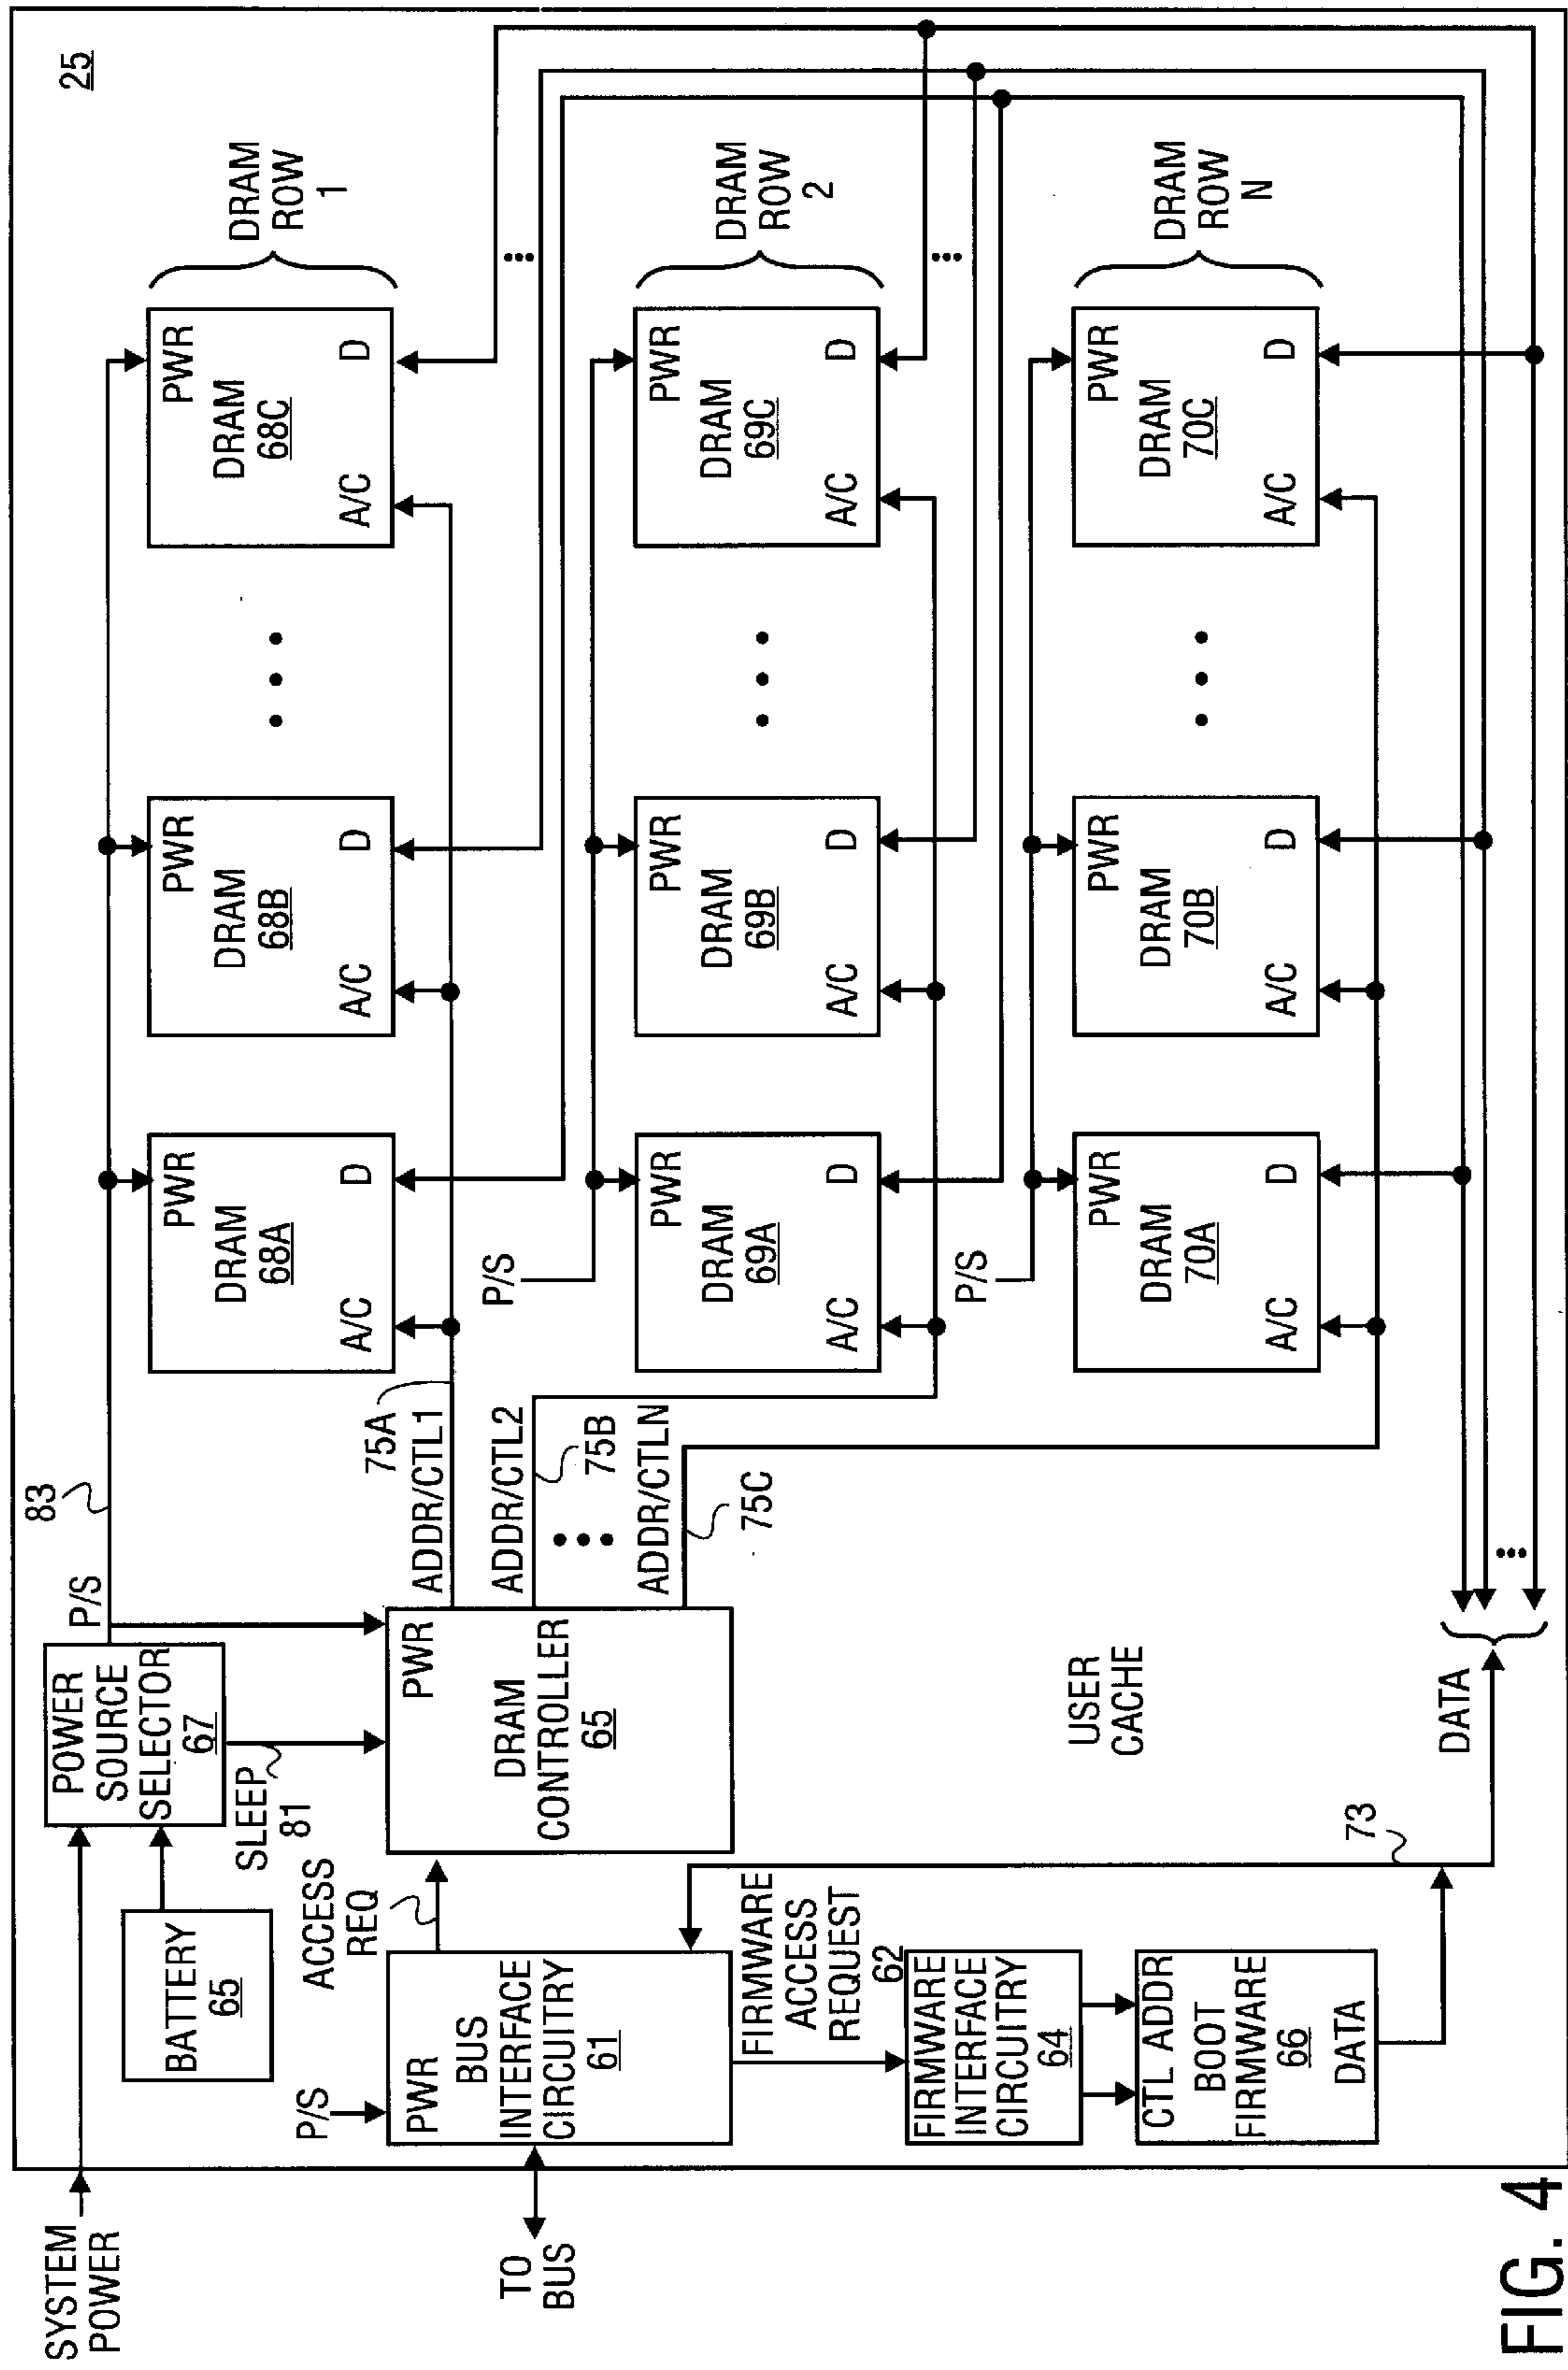 SYSTEM
POWER
25
BATTERY
65
POWER
SOURCE
SELECTOR
67
P/S
83
SLEEP
81
TO
BUS
P/S
PWR
BUS
INTERFACE
CIRCUITRY
61
ACCESS
REQ
PWR
DRAM
CONTROLLER
65
75A
ADDR/CTL1
ADDR/CTL2
75B
ADDR/CTLN
75C
PWR
DRAM
68A
A/C
D
PWR
DRAM
68B
A/C
D
PWR
DRAM
68C
A/C
D
DRAM
ROW
1
P/S
PWR
DRAM
69A
A/C
D
PWR
DRAM
69B
A/C
D
PWR
DRAM
69C
A/C
D
DRAM
ROW
2
P/S
PWR
DRAM
70A
A/C
D
PWR
DRAM
70B
A/C
D
PWR
DRAM
70C
A/C
D
DRAM
ROW
N
FIRMWARE
ACCESS
REQUEST
62
FIRMWARE
INTERFACE
CIRCUITRY
64
CTL ADDR
BOOT
FIRMWARE
66
DATA
73
USER
CACHE
DATA
FIG. 4